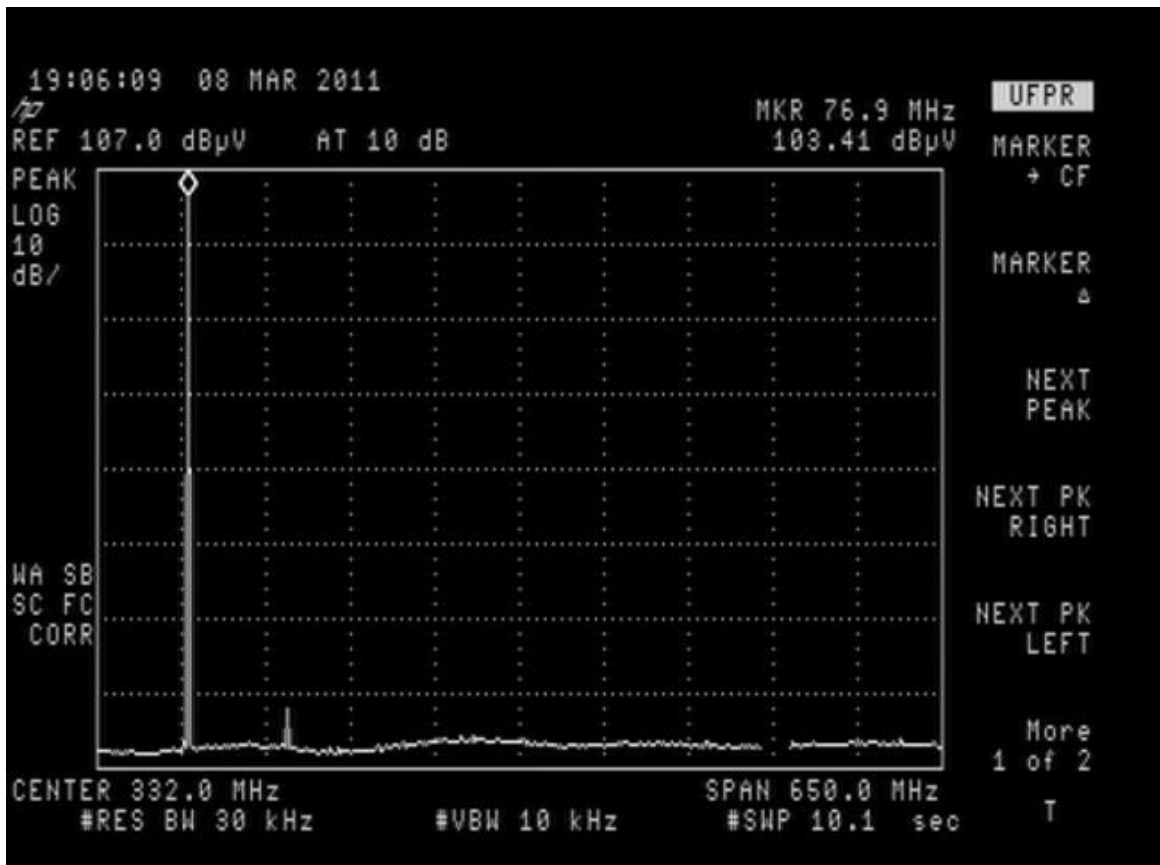 19:06:09 08 MAR 2011
hp
REF 107.0 dBµV AT 10 dB
MKR 76.9 MHz
103.41 dBµV
PEAK
LOG
10
dB/
WA SB
SC FC
CORR
CENTER 332.0 MHz
SPAN 650.0 MHz
#RES BW 30 kHz
#VBW 10 kHz
#SWP 10.1 sec
UFPR
MARKER
→ CF
MARKER
Δ
NEXT
PEAK
NEXT PK
RIGHT
NEXT PK
LEFT
More
1 of 2
T